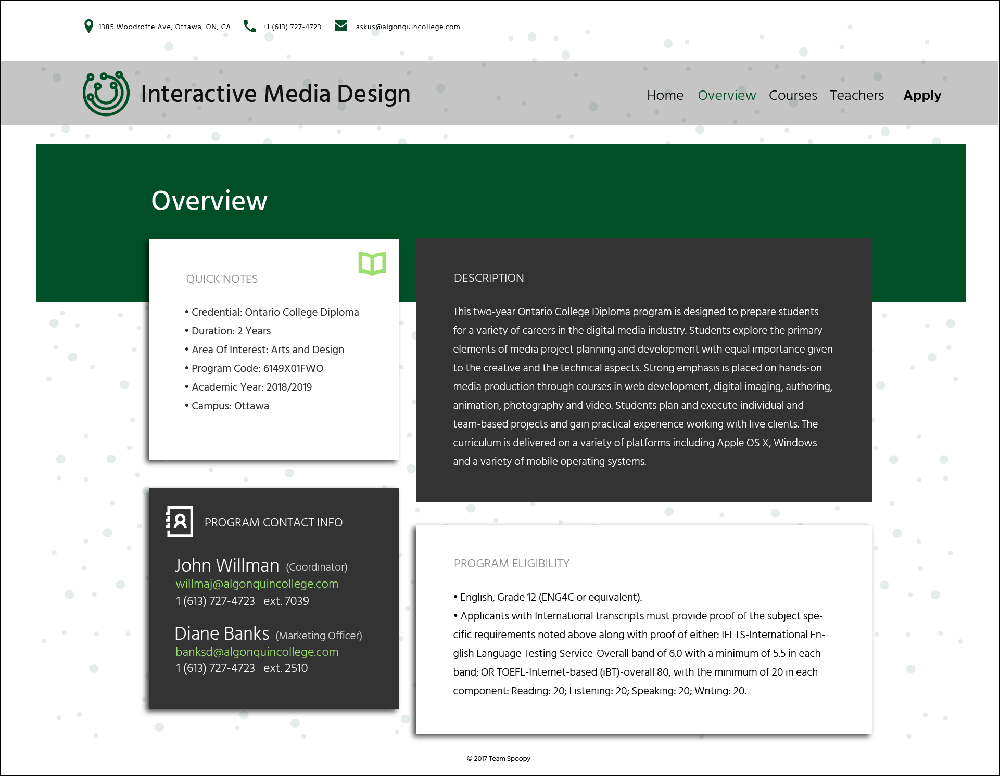 1385 Woodroffe Ave, Ottawa, ON, CA +1 (613) 727-4723 askus@algonquincollege.com
Interactive Media Design
Home Overview Courses Teachers Apply
Overview
QUICK NOTES
• Credential: Ontario College Diploma
• Duration: 2 Years
• Area Of Interest: Arts and Design
• Program Code: 6149X01FWO
• Academic Year: 2018/2019
• Campus: Ottawa
DESCRIPTION
This two-year Ontario College Diploma program is designed to prepare students
for a variety of careers in the digital media industry. Students explore the primary
elements of media project planning and development with equal importance given
to the creative and the technical aspects. Strong emphasis is placed on hands-on
media production through courses in web development, digital imaging, authoring,
animation, photography and video. Students plan and execute individual and
team-based projects and gain practical experience working with live clients. The
curriculum is delivered on a variety of platforms including Apple OS X, Windows
and a variety of mobile operating systems.
PROGRAM CONTACT INFO
John Willman (Coordinator)
willmaj@algonquincollege.com
1 (613) 727-4723 ext. 7039
Diane Banks (Marketing Officer)
banksd@algonquincollege.com
1 (613) 727-4723 ext. 2510
PROGRAM ELIGIBILITY
• English, Grade 12 (ENG4C or equivalent).
• Applicants with International transcripts must provide proof of the subject spe-
cific requirements noted above along with proof of either: IELTS-International En-
glish Language Testing Service-Overall band of 6.0 with a minimum of 5.5 in each
band; OR TOEFL-Internet-based (iBT)-overall 80, with the minimum of 20 in each
component: Reading: 20; Listening: 20; Speaking: 20; Writing: 20.
© 2017 Team Spoopy